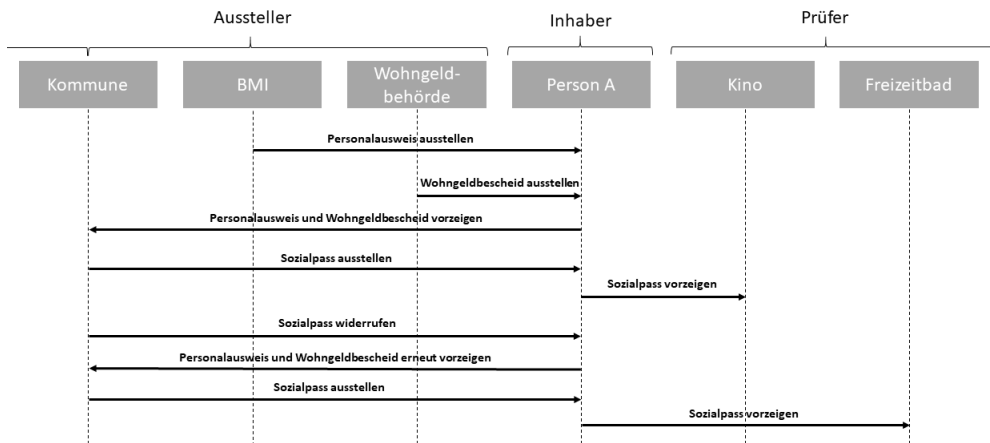 Aussteller
Inhaber
Prüfer
Kommune
BMI
Wohngeld-
behörde
Person A
Kino
Freizeitbad
Personalausweis ausstellen
Wohngeldbescheid ausstellen
Personalausweis und Wohngeldbescheid vorzeigen
Sozialpass ausstellen
Sozialpass vorzeigen
Sozialpass widerrufen
Personalausweis und Wohngeldbescheid erneut vorzeigen
Sozialpass ausstellen
Sozialpass vorzeigen